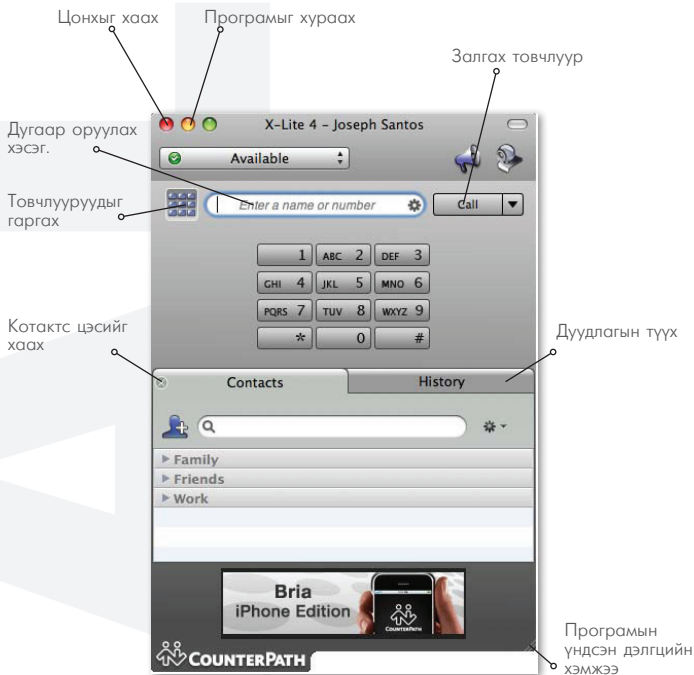 Цонхыг хаах
Програмыг хураах
Залгах товчлуур
Дугаар оруулах
хэсэг.
Товчлууруудыг
гаргах
Котактс цэсийг
хаах
Дуудлагын түүх
Програмын
үндсэн дэлгцийн
хэмжээ
X-Lite 4 – Joseph Santos
Available
Enter a name or number
Call
1 ABC 2 DEF 3
GHI 4 JKL 5 MNO 6
PQRS 7 TUV 8 WXYZ 9
* 0 #
Contacts
History
Family
Friends
Work
Bria
iPhone Edition
COUNTERPATH
COUNTERPATH